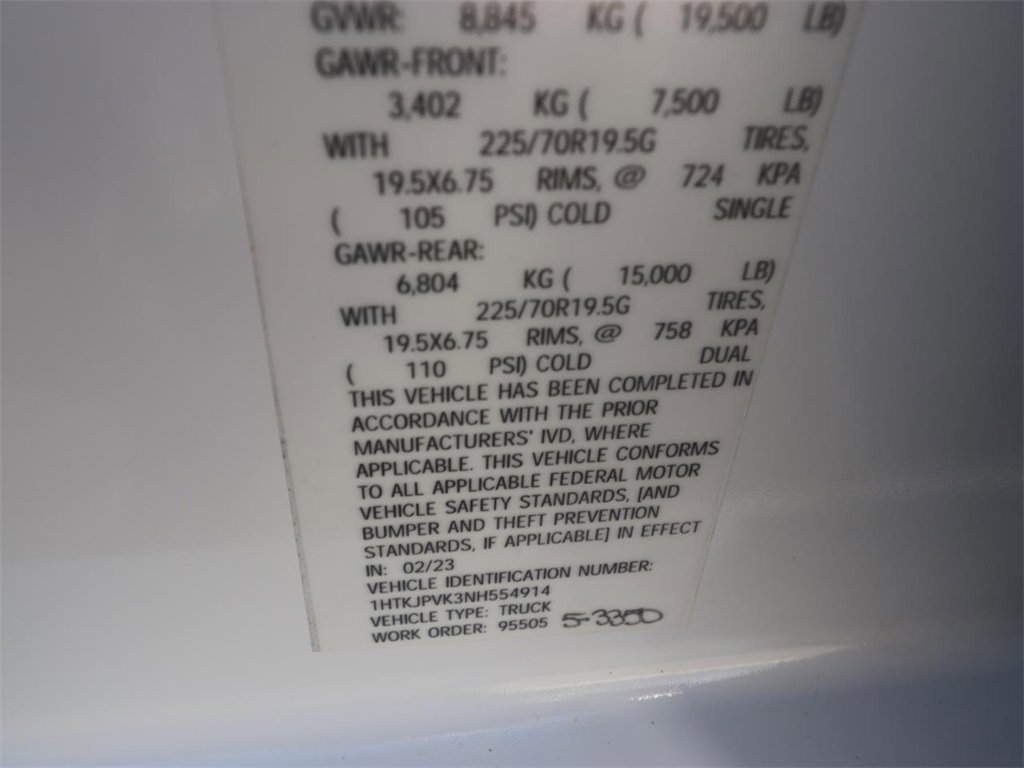 GVWR: 8,845 KG ( 19,500 LB)
GAWR-FRONT:
3,402 KG ( 7,500 LB)
WITH 225/70R19.5G TIRES,
19.5X6.75 RIMS, @ 724 KPA
( 105 PSI) COLD SINGLE
GAWR-REAR:
6,804 KG ( 15,000 LB)
WITH 225/70R19.5G TIRES,
19.5X6.75 RIMS, @ 758 KPA
( 110 PSI) COLD DUAL
THIS VEHICLE HAS BEEN COMPLETED IN
ACCORDANCE WITH THE PRIOR
MANUFACTURERS' IVD, WHERE
APPLICABLE. THIS VEHICLE CONFORMS
TO ALL APPLICABLE FEDERAL MOTOR
VEHICLE SAFETY STANDARDS, [AND
BUMPER AND THEFT PREVENTION
STANDARDS, IF APPLICABLE] IN EFFECT
IN: 02/23
VEHICLE IDENTIFICATION NUMBER:
1HTKJPVK3NH554914
VEHICLE TYPE: TRUCK
WORK ORDER: 95505 5-3350